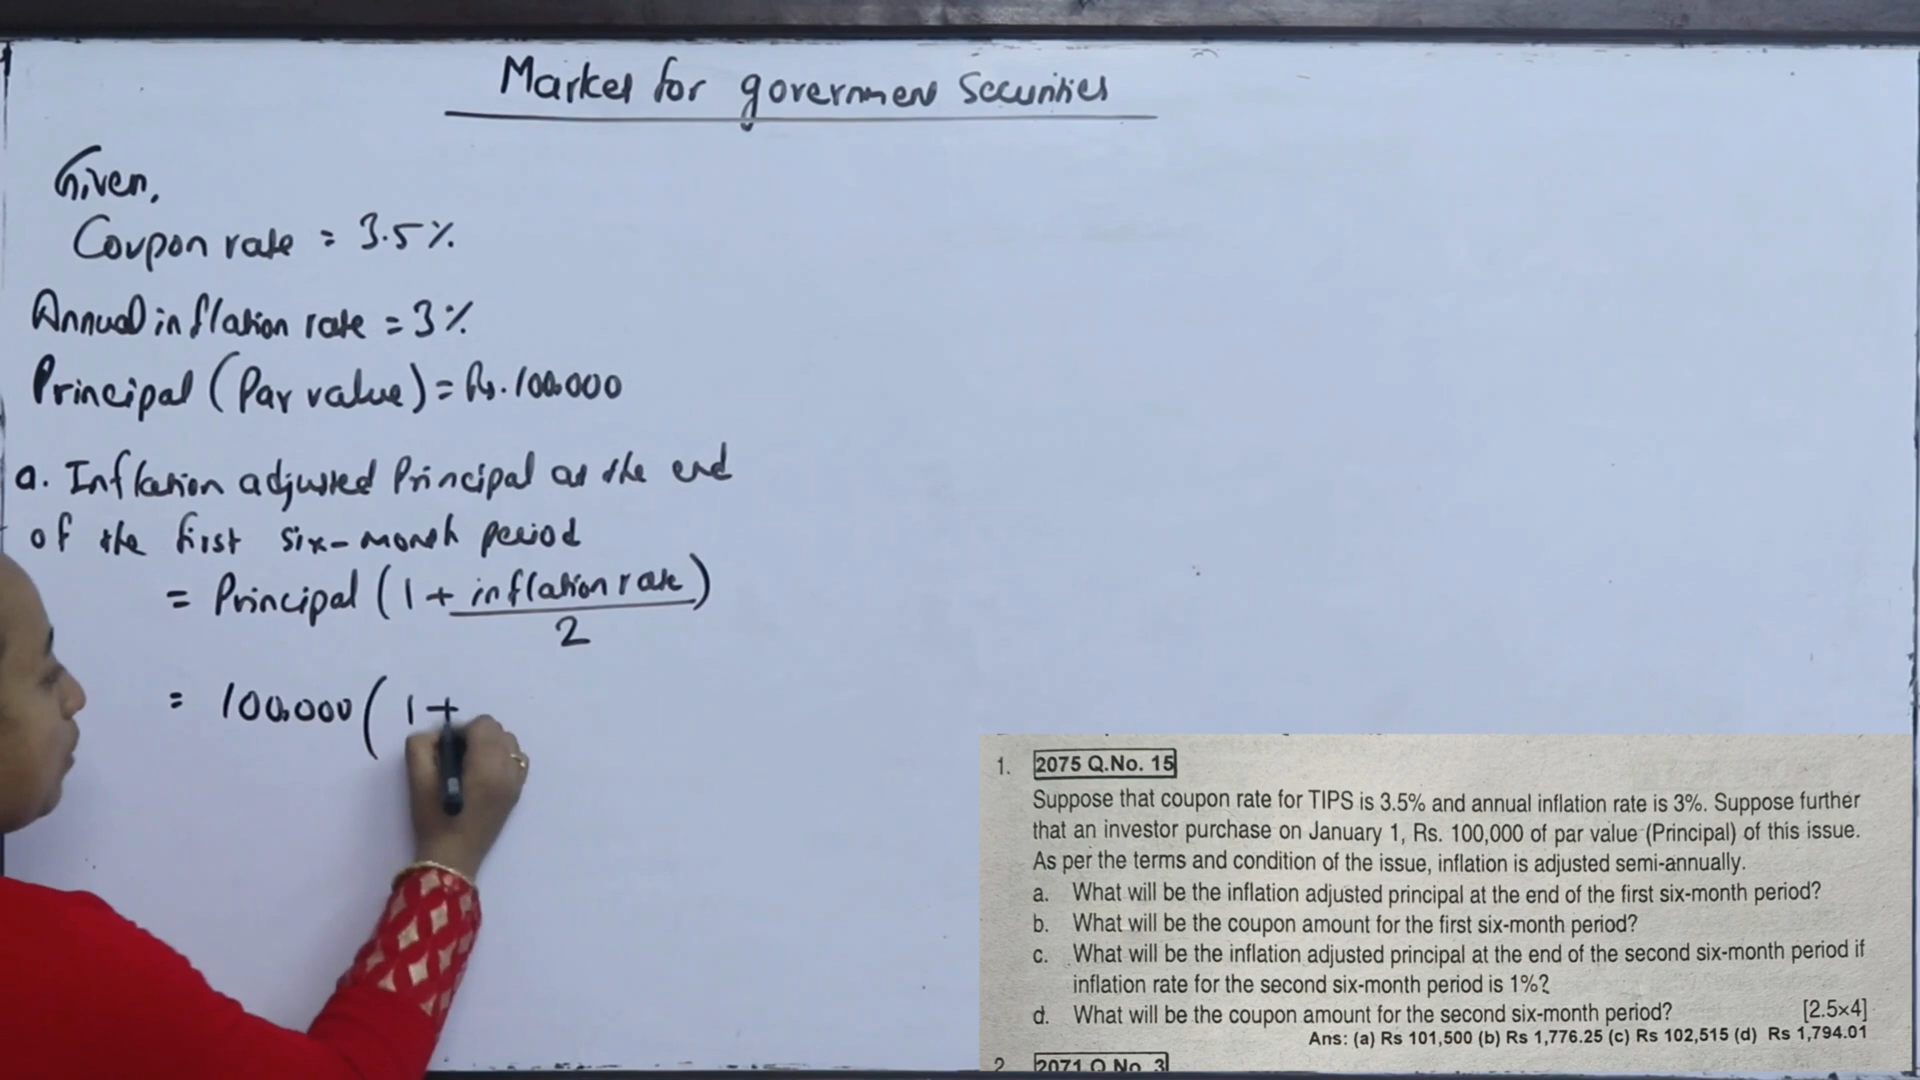 Market for government Securities
Given,
Coupon rate = 3.5%
Annual inflation rate = 3%
Principal (Par value) = Rs. 100,000
a. Inflation adjusted Principal at the end
of the first six-month period
= Principal (1 + inflation rate / 2)
= 100,000 ( 1 +
1. 2075 Q.No. 15
Suppose that coupon rate for TIPS is 3.5% and annual inflation rate is 3%. Suppose further
that an investor purchase on January 1, Rs. 100,000 of par value (Principal) of this issue.
As per the terms and condition of the issue, inflation is adjusted semi-annually.
a. What will be the inflation adjusted principal at the end of the first six-month period?
b. What will be the coupon amount for the first six-month period?
c. What will be the inflation adjusted principal at the end of the second six-month period if
inflation rate for the second six-month period is 1%?
d. What will be the coupon amount for the second six-month period? [2.5×4]
Ans: (a) Rs 101,500 (b) Rs 1,776.25 (c) Rs 102,515 (d) Rs 1,794.01
2. 2071 Q.No. 3